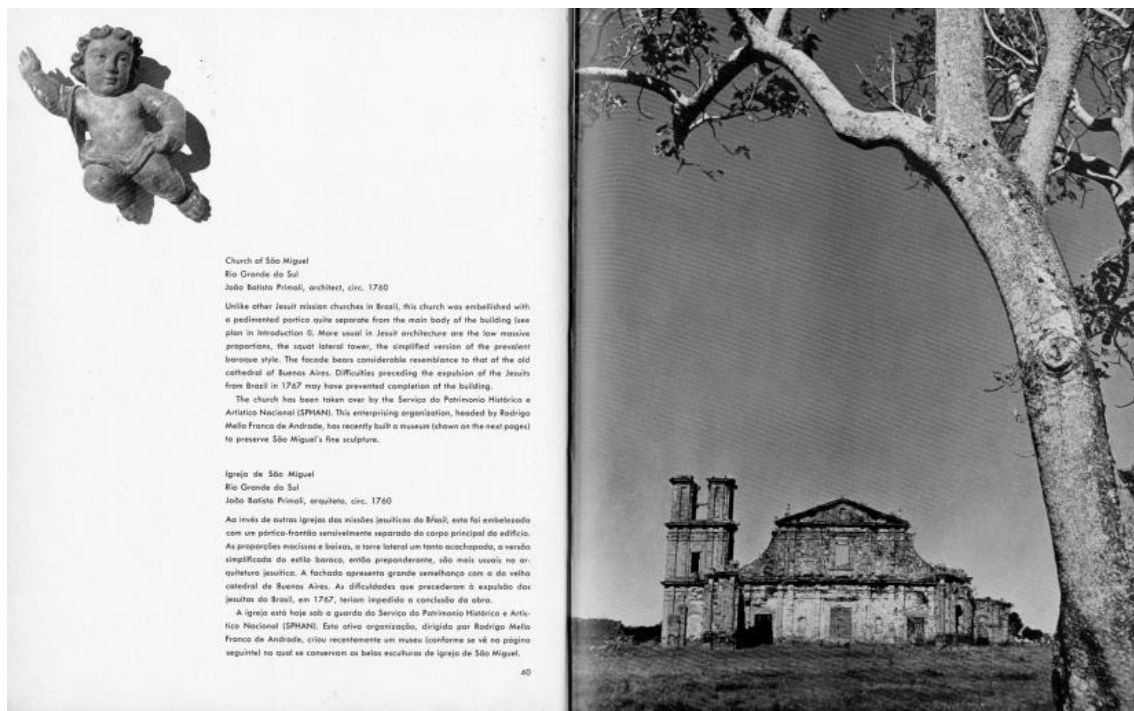 Church of São Miguel
Rio Grande do Sul
João Batista Primoli, architect, circ. 1760
Unlike other Jesuit mission churches in Brazil, this church was embellished with
a pedimented portico quite separate from the main body of the building (see
plan in Introduction I). More usual in Jesuit architecture are the low massive
proportions, the squat lateral tower, the simplified version of the prevalent
baroque style. The facade bears considerable resemblance to that of the old
cathedral of Buenos Aires. Difficulties preceding the expulsion of the Jesuits
from Brazil in 1767 may have prevented completion of the building.
The church has been taken over by the Serviço do Patrimonio Histórico e
Artístico Nacional (SPHAN). This enterprising organization, headed by Rodrigo
Mello Franco de Andrade, has recently built a museum (shown on the next pages)
to preserve São Miguel's fine sculpture.
Igreja de São Miguel
Rio Grande do Sul
João Batista Primoli, arquiteto, circ. 1760
Ao invés de outras igrejas das missões jesuíticas do Brasil, esta foi embelezada
com um pórtico-frontão sensivelmente separado do corpo principal do edifício.
As proporções macissas e baixas, a torre lateral um tanto acachapada, a versão
simplificada do estilo baroco, então preponderante, são mais usuais na ar-
quitetura jesuítica. A fachada apresenta grande semelhança com a da velha
catedral de Buenos Aires. As dificuldades que precederam à expulsão dos
jesuítas do Brasil, em 1767, teriam impedido a conclusão da obra.
A igreja está hoje sob a guarda do Serviço do Patrimonio Histórico e Artís-
tico Nacional (SPHAN). Esta ativa organização, dirigida por Rodrigo Mello
Franco de Andrade, criou recentemente um museu (conforme se vê na página
seguinte) no qual se conservam as belas esculturas da igreja de São Miguel.
40